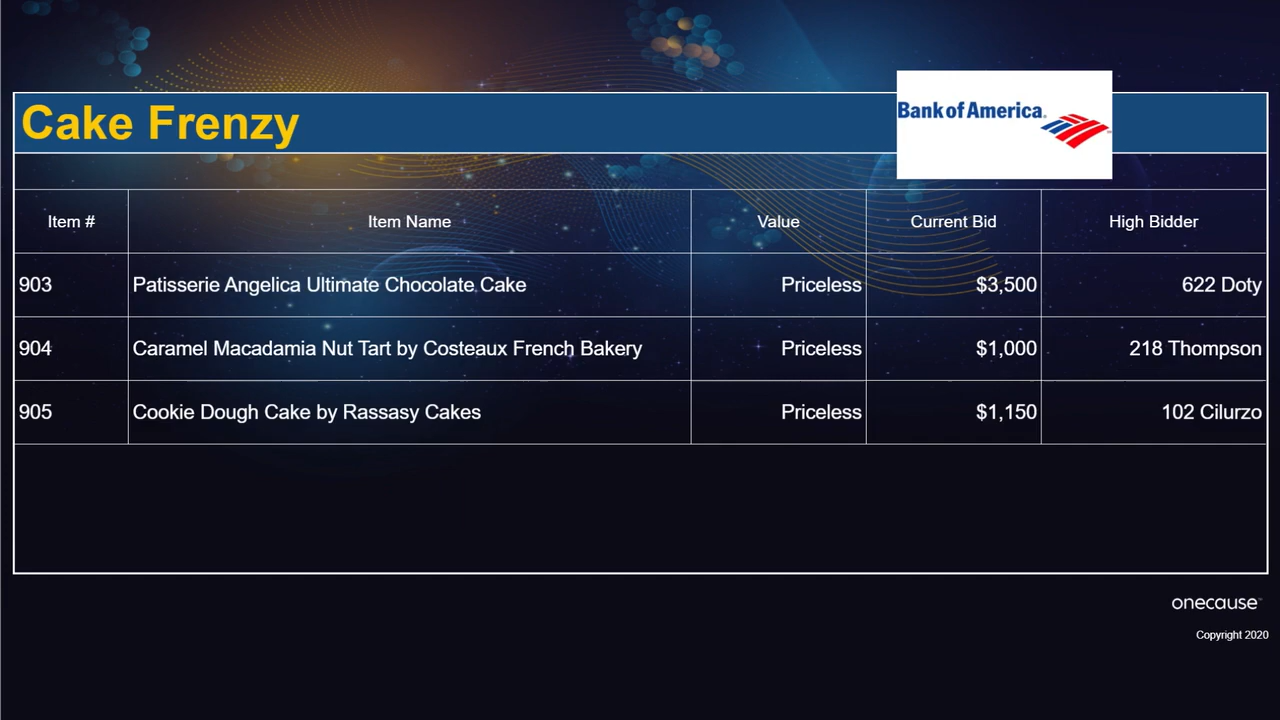 Cake Frenzy
Bank of America
Item # Item Name Value Current Bid High Bidder
903 Patisserie Angelica Ultimate Chocolate Cake Priceless $3,500 622 Doty
904 Caramel Macadamia Nut Tart by Costeaux French Bakery Priceless $1,000 218 Thompson
905 Cookie Dough Cake by Rassasy Cakes Priceless $1,150 102 Cilurzo
onecause™
Copyright 2020